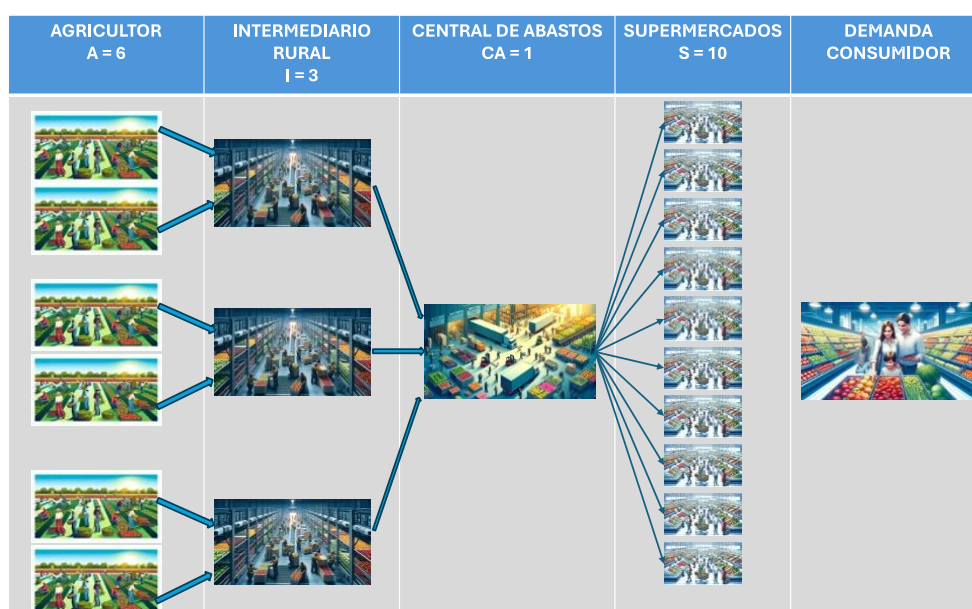 AGRICULTOR
A = 6
INTERMEDIARIO
RURAL
I = 3
CENTRAL DE ABASTOS
CA = 1
SUPERMERCADOS
S = 10
DEMANDA
CONSUMIDOR